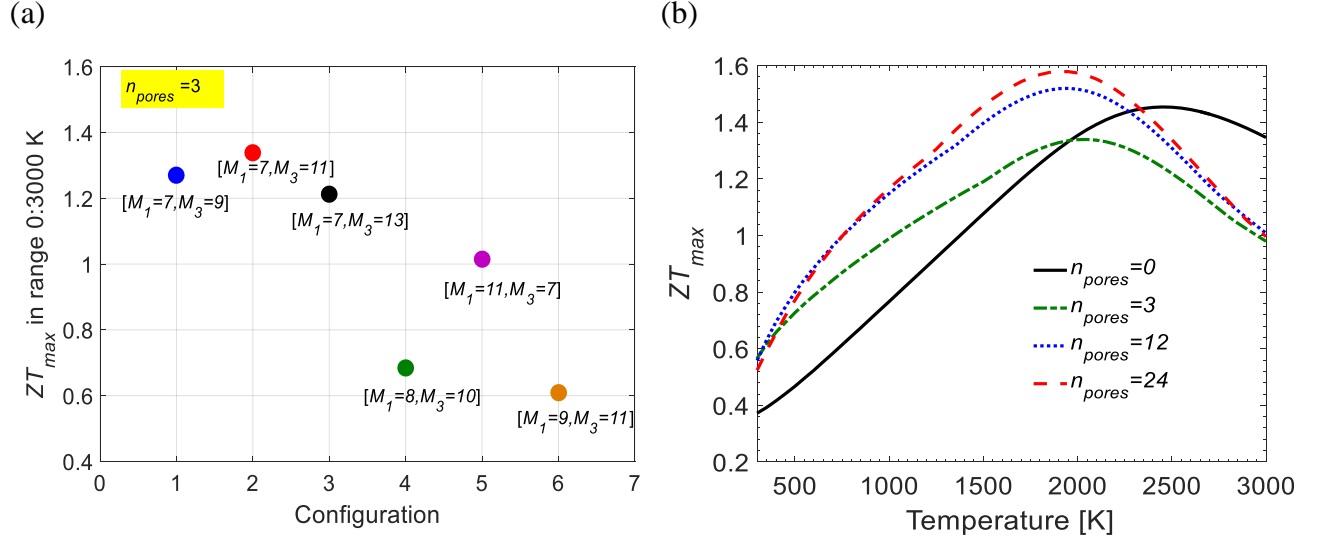 (a)
n_pores =3
ZT_max in range 0:3000 K
1.6
1.4
1.2
1
0.8
0.6
0.4
[M_1=7,M_3=9]
[M_1=7,M_3=11]
[M_1=7,M_3=13]
[M_1=8,M_3=10]
[M_1=11,M_3=7]
[M_1=9,M_3=11]
0 1 2 3 4 5 6 7
Configuration
(b)
ZT_max
1.6
1.4
1.2
1
0.8
0.6
0.4
0.2
n_pores=0
n_pores=3
n_pores=12
n_pores=24
500 1000 1500 2000 2500 3000
Temperature [K]